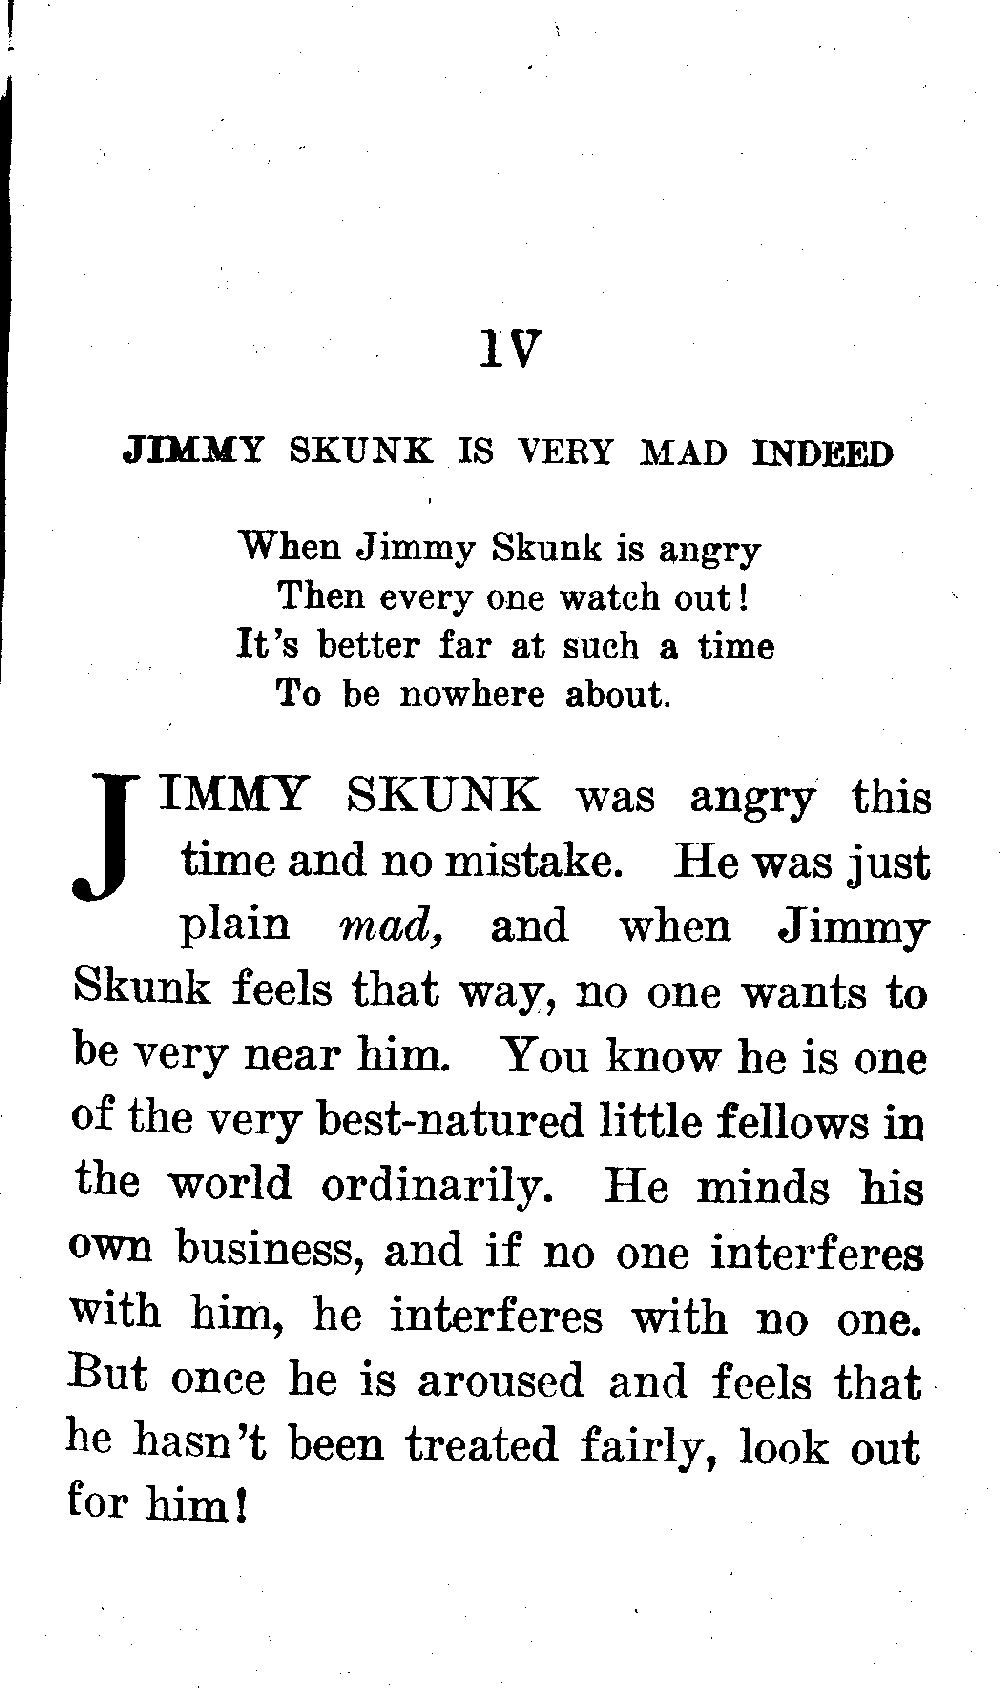 IV
JIMMY SKUNK IS VERY MAD INDEED
When Jimmy Skunk is angry
Then every one watch out!
It's better far at such a time
To be nowhere about.
JIMMY SKUNK was angry this
time and no mistake. He was just
plain mad, and when Jimmy
Skunk feels that way, no one wants to
be very near him. You know he is one
of the very best-natured little fellows in
the world ordinarily. He minds his
own business, and if no one interferes
with him, he interferes with no one.
But once he is aroused and feels that
he hasn't been treated fairly, look out
for him!